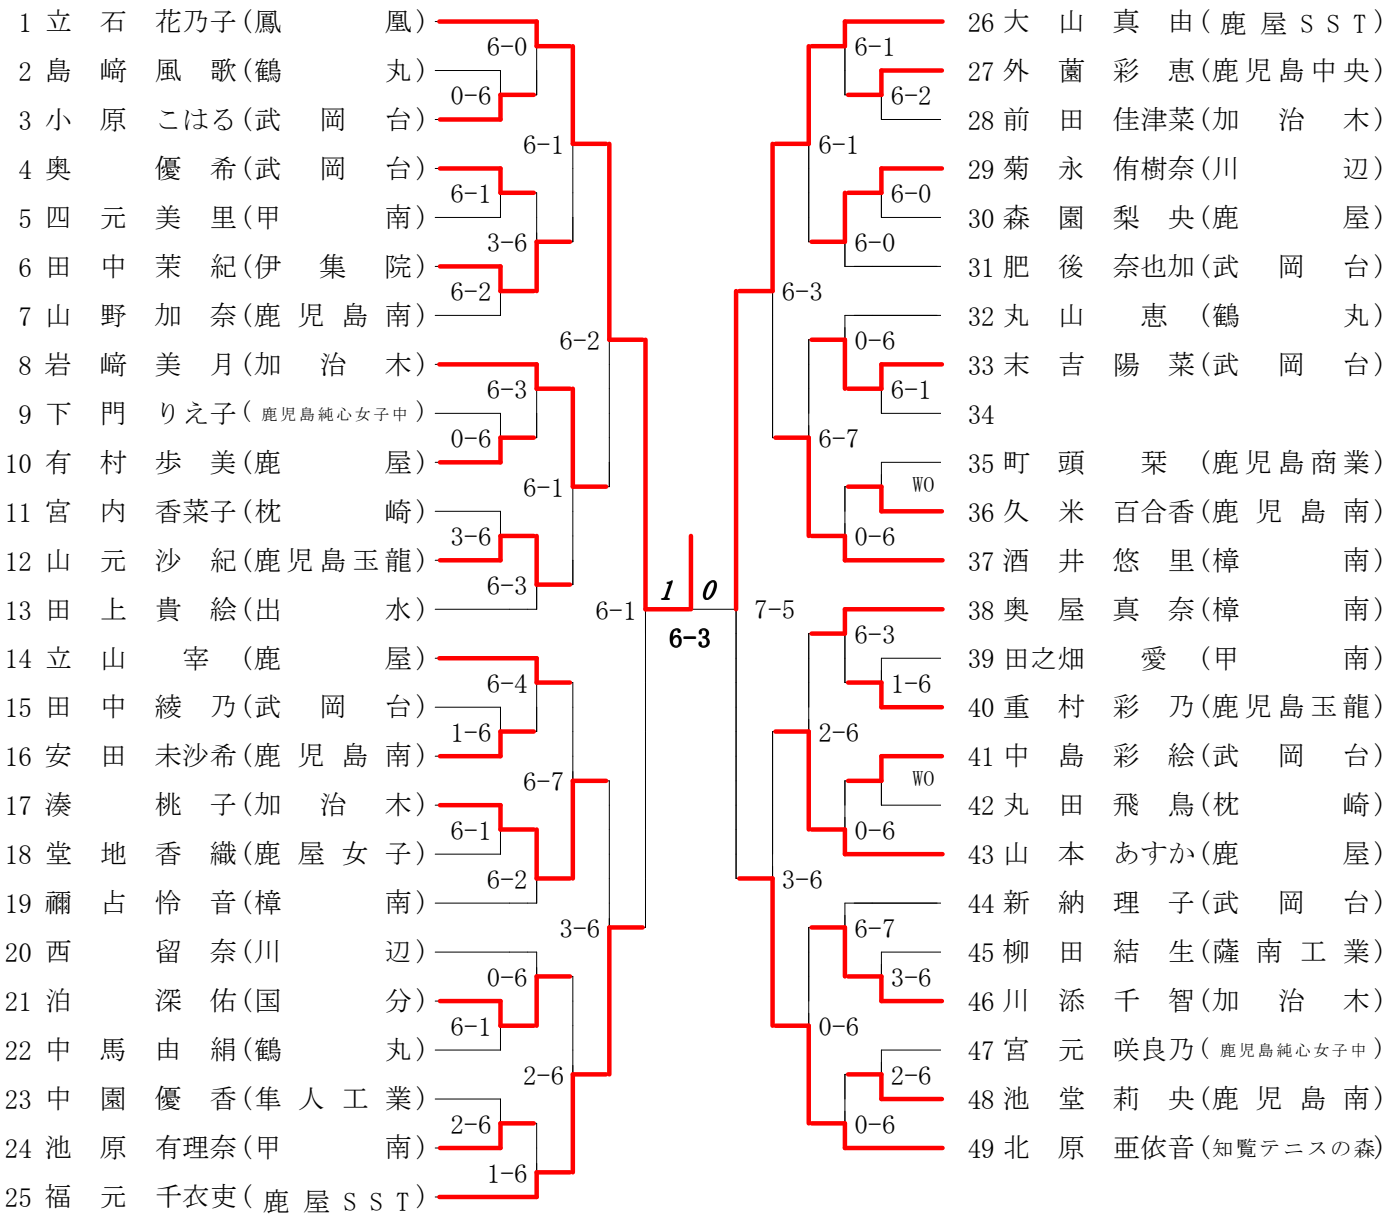 1 立石 花乃子(鳳凰)
2 島﨑 風歌(鶴丸)
3 小原 こはる(武岡台)
4 奥 優希(武岡台)
5 四元 美里(甲南)
6 田中 茉紀(伊集院)
7 山野 加奈(鹿児島南)
8 岩﨑 美月(加治木)
9 下門 りえ子(鹿児島純心女子中)
10 有村 歩美(鹿屋)
11 宮内 香菜子(枕崎)
12 山元 沙紀(鹿児島玉龍)
13 田上 貴絵(出水)
14 立山 宰(鹿屋)
15 田中 綾乃(武岡台)
16 安田 未沙希(鹿児島南)
17 湊 桃子(加治木)
18 堂地 香織(鹿屋女子)
19 禰占 怜音(樟南)
20 西 留奈(川辺)
21 泊 深佑(国分)
22 中馬 由絹(鶴丸)
23 中園 優香(隼人工業)
24 池原 有理奈(甲南)
25 福元 千衣吏(鹿屋SST)
6-0
0-6
6-1
6-1
3-6
6-2
6-2
6-3
0-6
6-1
3-6
6-3
6-1
6-4
1-6
6-7
6-1
6-2
3-6
0-6
6-1
2-6
2-6
1-6
1 0
6-3
26 大山 真由(鹿屋SST)
27 外薗 彩恵(鹿児島中央)
28 前田 佳津菜(加治木)
29 菊永 侑樹奈(川辺)
30 森園 梨央(鹿屋)
31 肥後 奈也加(武岡台)
32 丸山 恵(鶴丸)
33 末吉 陽菜(武岡台)
34
35 町頭 栞(鹿児島商業)
36 久米 百合香(鹿児島南)
37 酒井 悠里(樟南)
38 奥屋 真奈(樟南)
39 田之畑 愛(甲南)
40 重村 彩乃(鹿児島玉龍)
41 中島 彩絵(武岡台)
42 丸田 飛鳥(枕崎)
43 山本 あすか(鹿屋)
44 新納 理子(武岡台)
45 柳田 結生(薩南工業)
46 川添 千智(加治木)
47 宮元 咲良乃(鹿児島純心女子中)
48 池堂 莉央(鹿児島南)
49 北原 亜依音(知覧テニスの森)
6-1
6-2
6-1
6-0
6-0
6-3
0-6
6-1
6-7
WO
0-6
7-5
6-3
1-6
2-6
WO
0-6
3-6
6-7
3-6
0-6
2-6
0-6